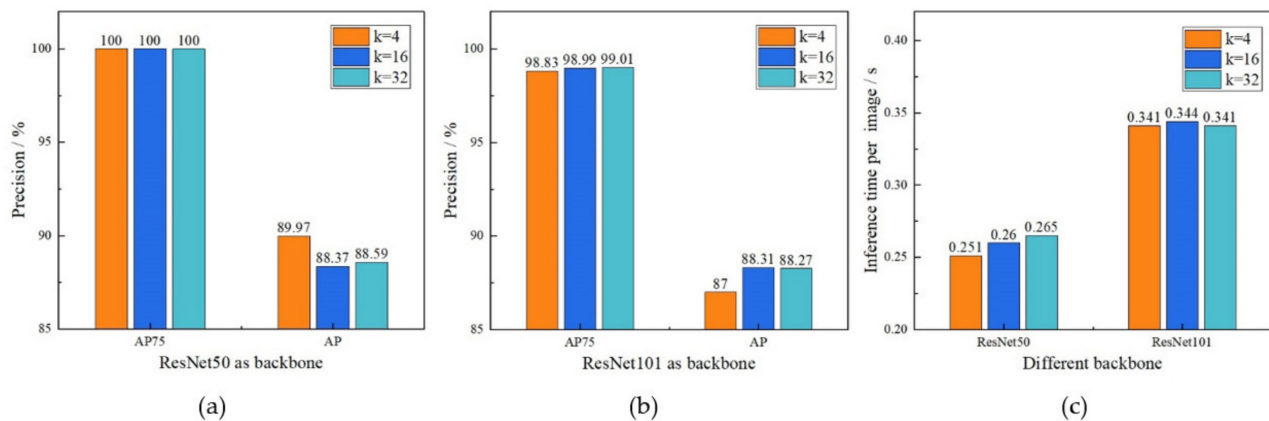 100
95
90
85
Precision / %
100 100 100
89.97
88.37 88.59
k=4
k=16
k=32
AP75 AP
ResNet50 as backbone
(a)
100
95
90
85
Precision / %
98.83 98.99 99.01
87
88.31 88.27
k=4
k=16
k=32
AP75 AP
ResNet101 as backbone
(b)
0.40
0.35
0.30
0.25
0.20
Inference time per image / s
0.251 0.26 0.265
0.341 0.344 0.341
k=4
k=16
k=32
ResNet50 ResNet101
Different backbone
(c)